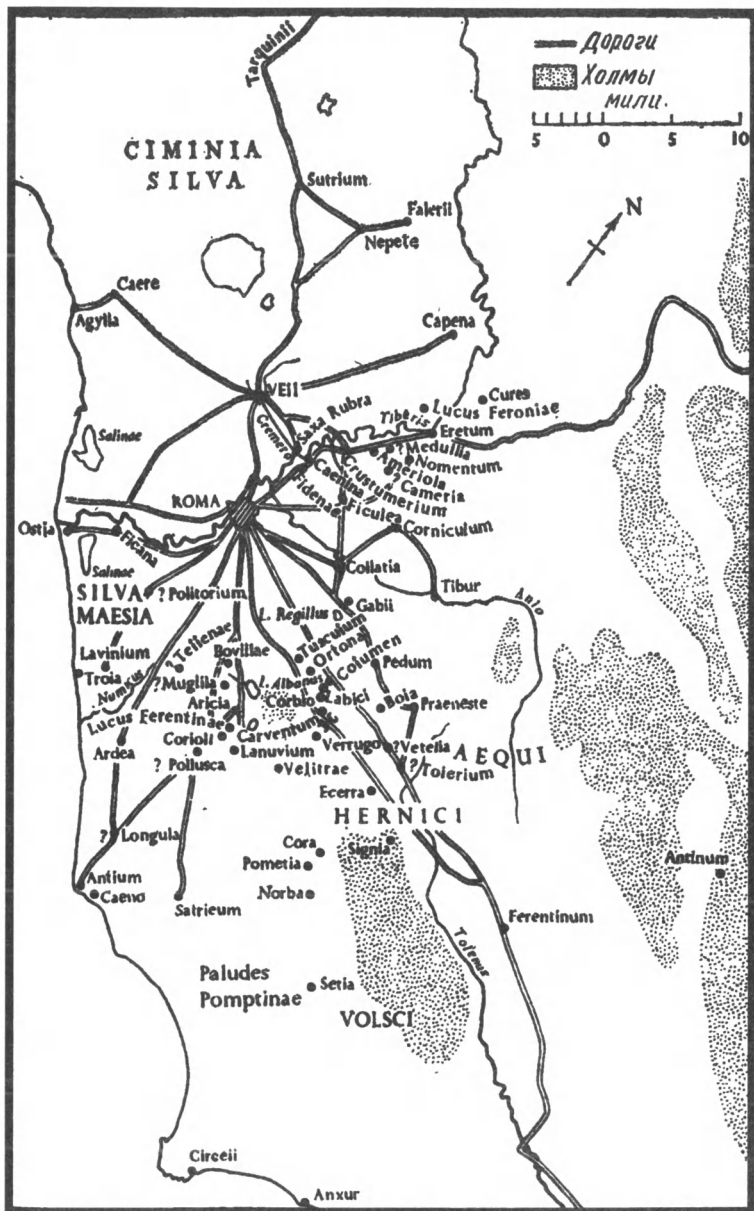 Tarquinii
Дороги
Холмы
мили.
5 0 5 10
CIMINIA
SILVA
N
Sutrium
Falerii
Nepete
Caere
Agylla
Capena
VEII
Cures
Lucus Feroniae
Tiberis
Saxa Rubra
Cremera
Eretum
Salinae
? Medullia
Ameriola
Nomentum
? Cameria
Caenina
Crustumerium
Fidenae
Ficulea
ROMA
Corniculum
Ostia
Ficana
Collatia
Salinae
Tibur
Anio
SILVA
MAESIA
? Politorium
L. Regillus
Gabii
? Tellenae
Bovillae
Tusculum
Ortona
Columen
Pedum
Lavinium
Troia
Numicus
? Mugilla
L. Albanus
Corbio
Labici
Bola
Praeneste
Aricia
Lucus Ferentinae
Carventum
Corioli
Lanuvium
Verrugo
? Vetelia
AEQUI
Ardea
? Pollusca
Velitrae
? Tolerium
Ecerra
HERNICI
? Longula
Cora
Signia
Pometia
Antinum
Antium
Caeno
Satricum
Norba
Ferentinum
Tolerus
Paludes
Pomptinae
Setia
VOLSCI
Circeii
Anxur